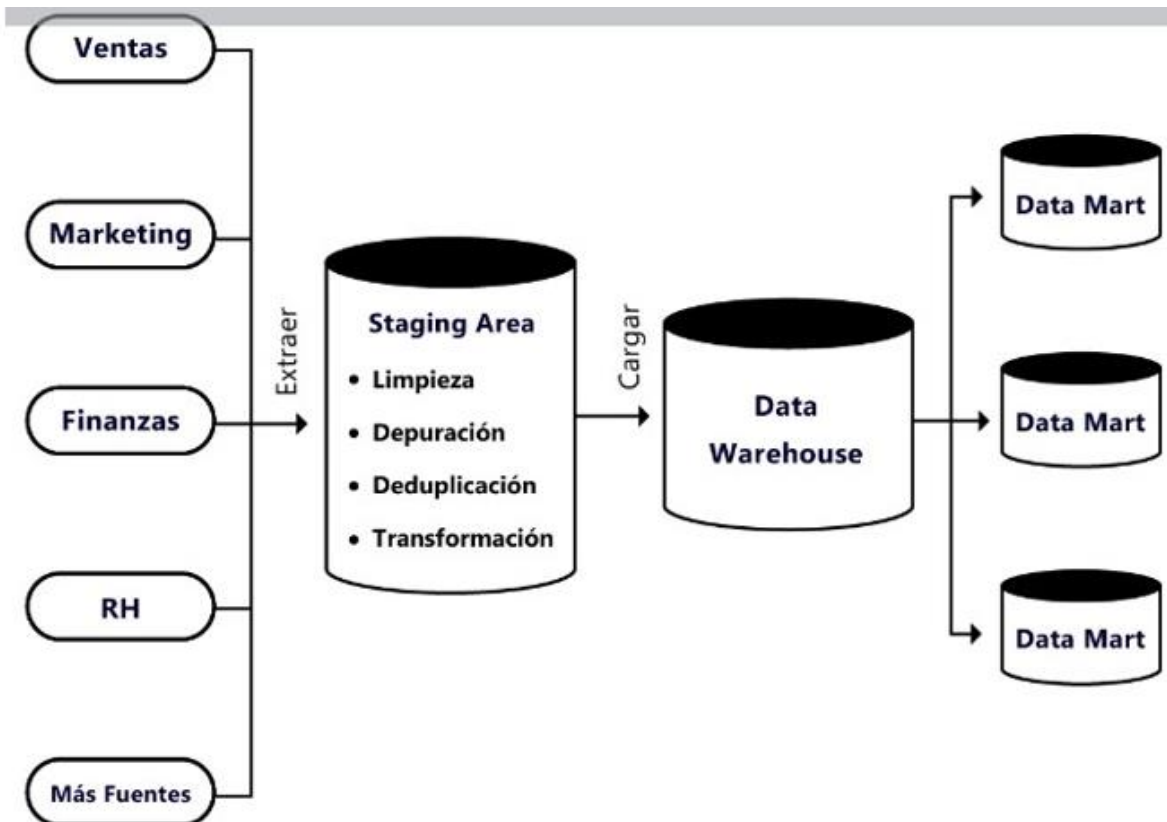 Ventas
Marketing
Finanzas
RH
Más Fuentes
Extraer
Staging Area
• Limpieza
• Depuración
• Deduplicación
• Transformación
Cargar
Data
Warehouse
Data Mart
Data Mart
Data Mart